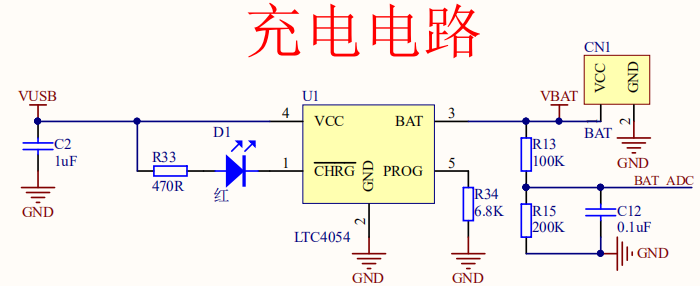 充电电路
CN1
VCC
GND
VUSB
U1
VBAT
4
VCC
BAT
3
BAT
2
GND
C2
1uF
D1
R13
100K
R33
470R
红
1
CHRG
GND
PROG
5
BAT_ADC
R34
6.8K
R15
200K
C12
0.1uF
GND
2
LTC4054
GND
GND
GND